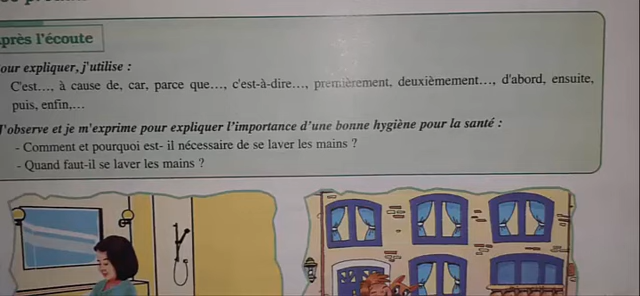 près l'écoute
our expliquer, j'utilise :
C'est..., à cause de, car, parce que..., c'est-à-dire..., premièrement, deuxièmement..., d'abord, ensuite,
puis, enfin,...
J'observe et je m'exprime pour expliquer l'importance d'une bonne hygiène pour la santé :
- Comment et pourquoi est- il nécessaire de se laver les mains ?
- Quand faut-il se laver les mains ?